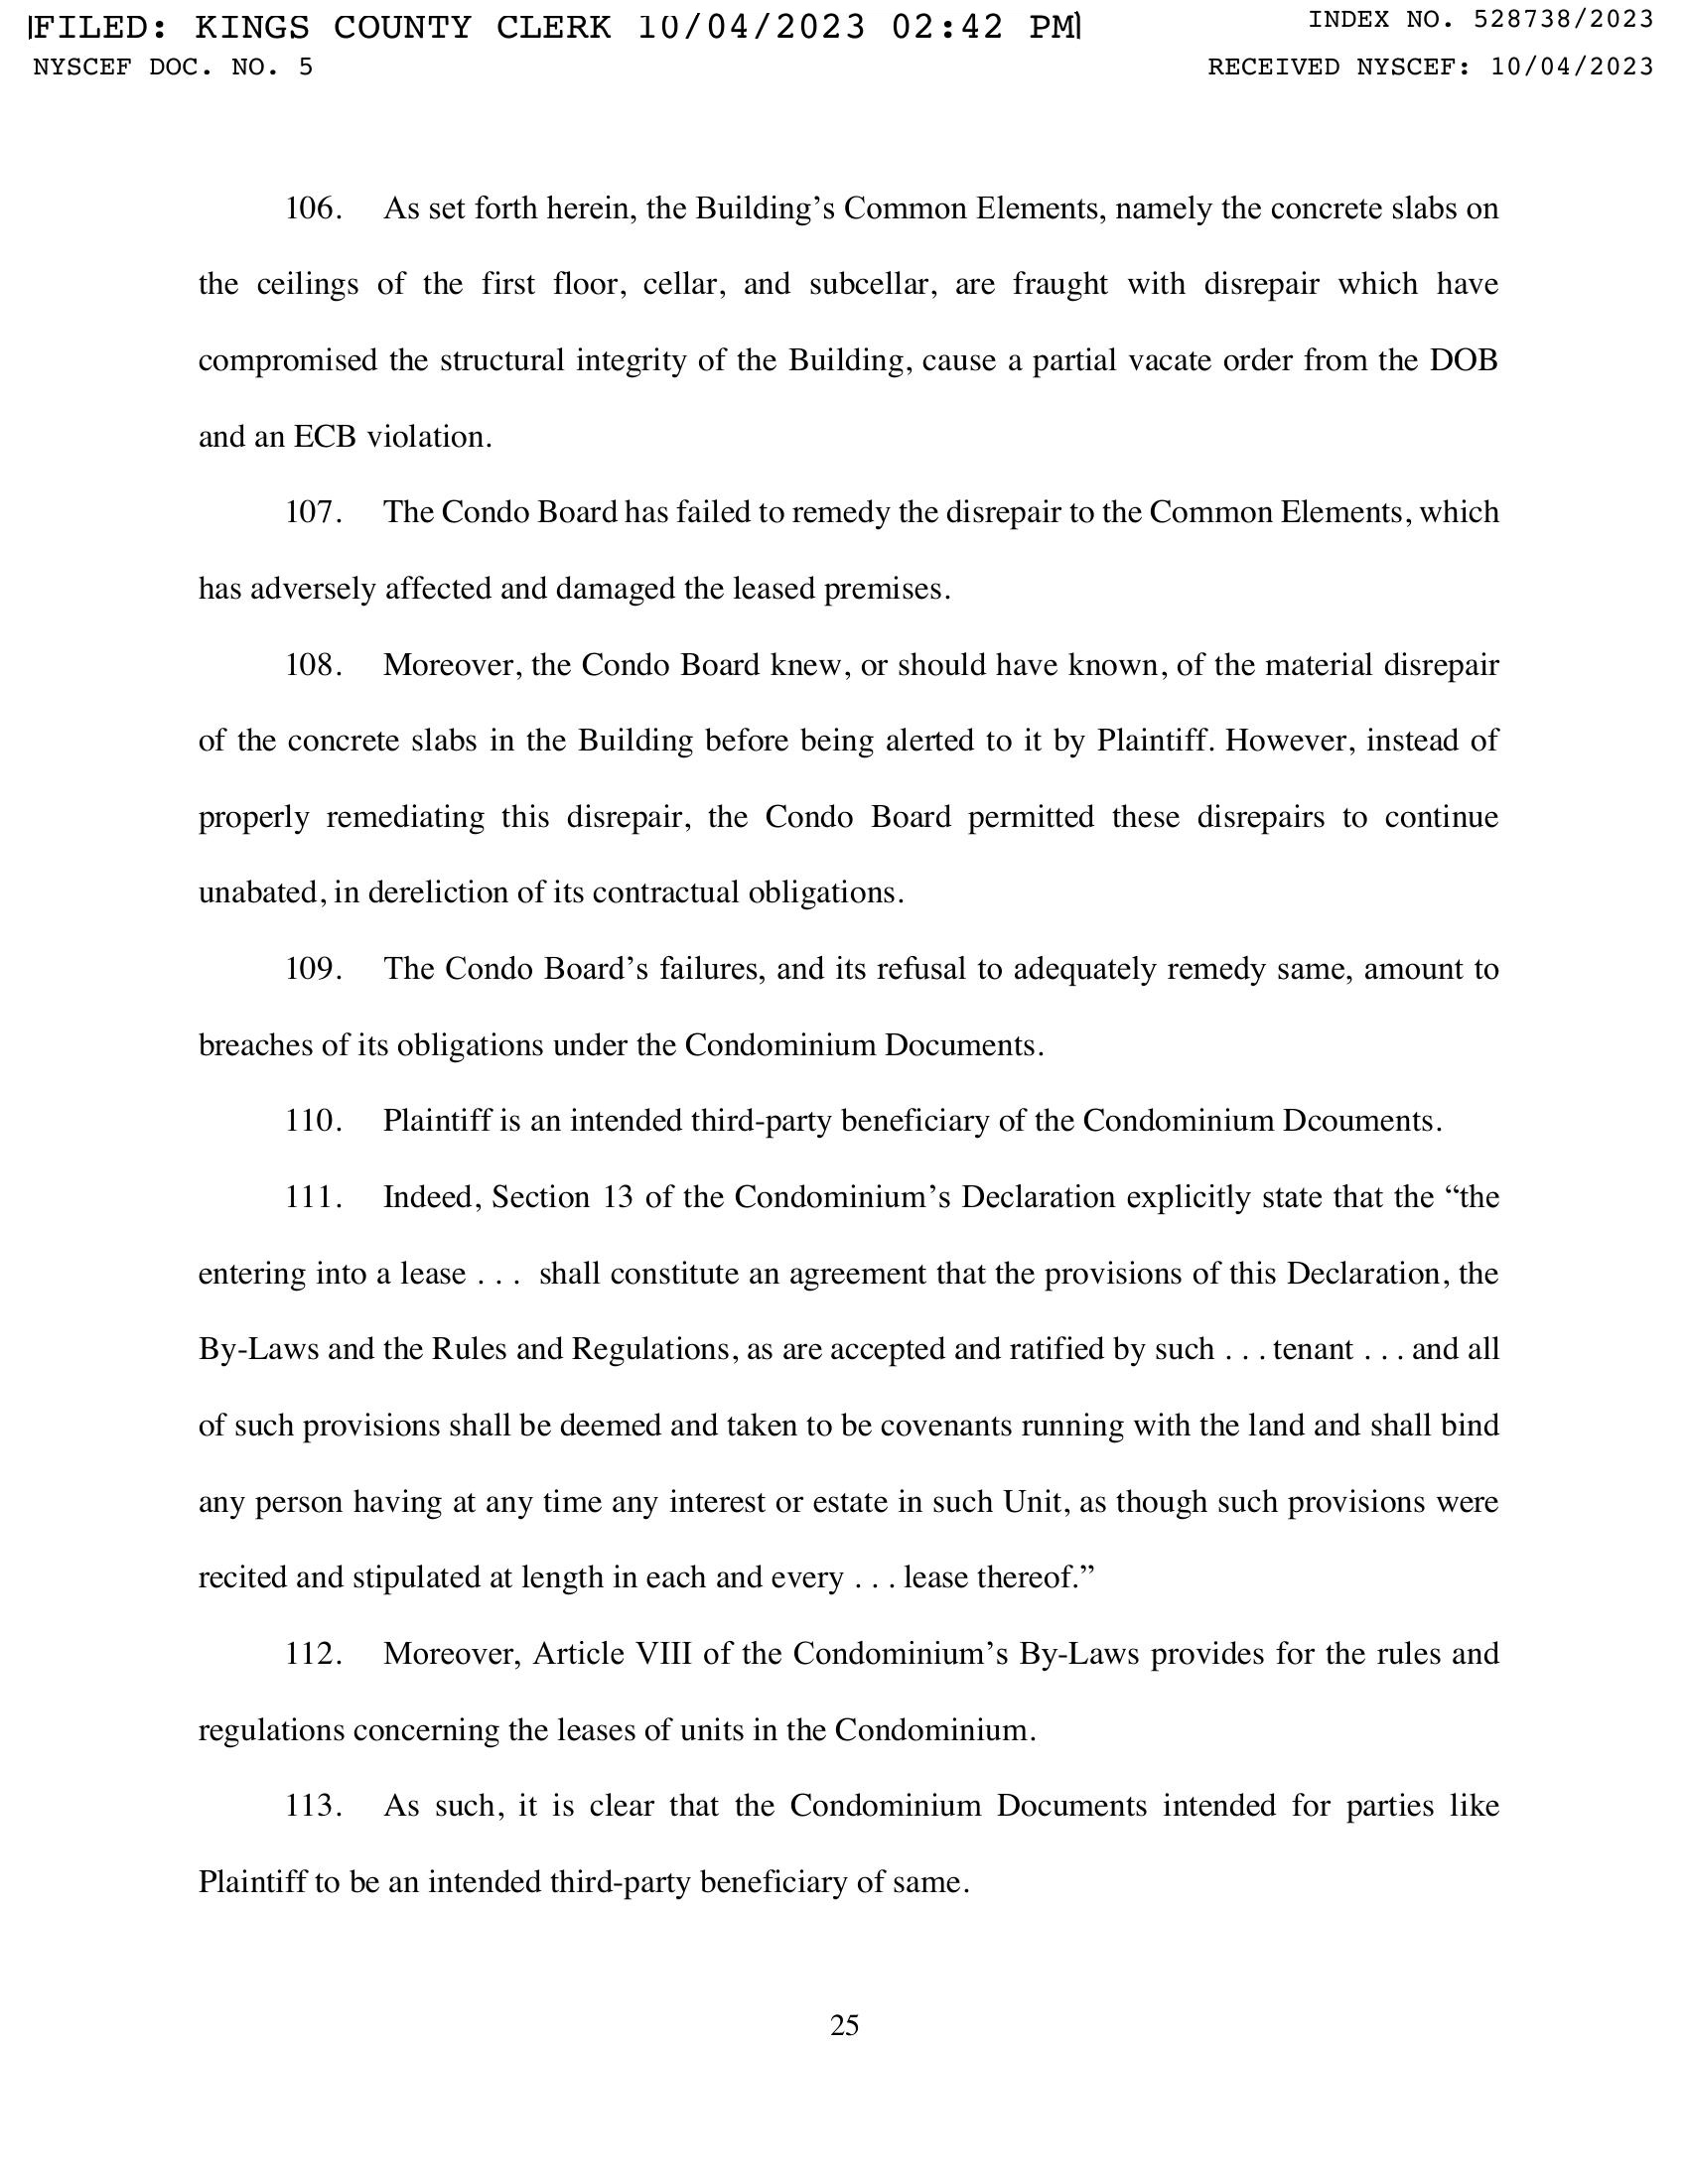 FILED: KINGS COUNTY CLERK 10/04/2023 02:42 PM
INDEX NO. 528738/2023
NYSCEF DOC. NO. 5
RECEIVED NYSCEF: 10/04/2023
106. As set forth herein, the Building’s Common Elements, namely the concrete slabs on
the ceilings of the first floor, cellar, and subcellar, are fraught with disrepair which have
compromised the structural integrity of the Building, cause a partial vacate order from the DOB
and an ECB violation.
107. The Condo Board has failed to remedy the disrepair to the Common Elements, which
has adversely affected and damaged the leased premises.
108. Moreover, the Condo Board knew, or should have known, of the material disrepair
of the concrete slabs in the Building before being alerted to it by Plaintiff. However, instead of
properly remediating this disrepair, the Condo Board permitted these disrepairs to continue
unabated, in dereliction of its contractual obligations.
109. The Condo Board’s failures, and its refusal to adequately remedy same, amount to
breaches of its obligations under the Condominium Documents.
110. Plaintiff is an intended third-party beneficiary of the Condominium Dcouments.
111. Indeed, Section 13 of the Condominium’s Declaration explicitly state that the “the
entering into a lease . . . shall constitute an agreement that the provisions of this Declaration, the
By-Laws and the Rules and Regulations, as are accepted and ratified by such . . . tenant . . . and all
of such provisions shall be deemed and taken to be covenants running with the land and shall bind
any person having at any time any interest or estate in such Unit, as though such provisions were
recited and stipulated at length in each and every . . . lease thereof.”
112. Moreover, Article VIII of the Condominium’s By-Laws provides for the rules and
regulations concerning the leases of units in the Condominium.
113. As such, it is clear that the Condominium Documents intended for parties like
Plaintiff to be an intended third-party beneficiary of same.
25